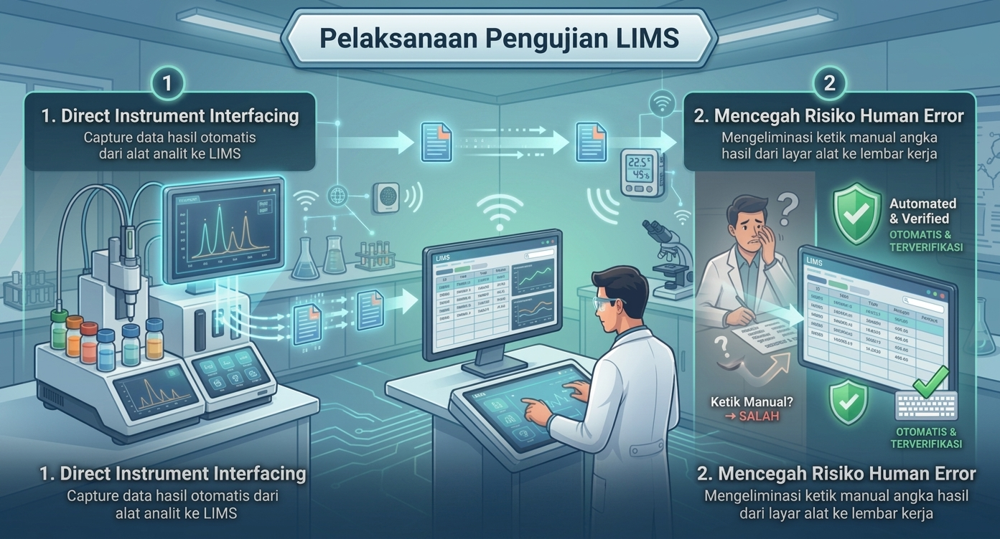 Pelaksanaan Pengujian LIMS
1
1. Direct Instrument Interfacing
Capture data hasil otomatis
dari alat analit ke LIMS
2
2. Mencegah Risiko Human Error
Mengeliminasi ketik manual angka
hasil dari layar alat ke lembar kerja
22.5°
?
Automated
& Verified
OTOMATIS &
TERVERIFIKASI
LIMS
LIMS
?
Ketik Manual?
→ SALAH
OTOMATIS &
TERVERIFIKASI
1. Direct Instrument Interfacing
Capture data hasil otomatis dari
alat analit ke LIMS
2. Mencegah Risiko Human Error
Mengeliminasi ketik manual angka hasil
dari layar alat ke lembar kerja